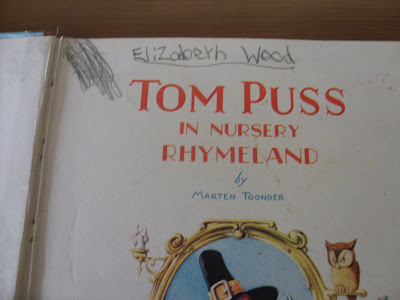 Elizabeth Wood
TOM PUSS
IN NURSERY
RHYMELAND
by
MARTEN TOONDER